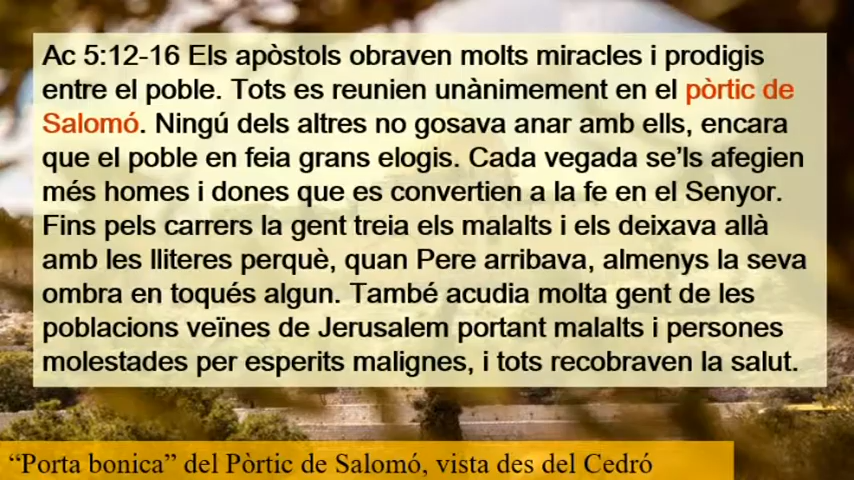 Ac 5:12-16 Els apòstols obraven molts miracles i prodigis
entre el poble. Tots es reunien unànimement en el pòrtic de
Salomó. Ningú dels altres no gosava anar amb ells, encara
que el poble en feia grans elogis. Cada vegada se’ls afegien
més homes i dones que es convertien a la fe en el Senyor.
Fins pels carrers la gent treia els malalts i els deixava allà
amb les lliteres perquè, quan Pere arribava, almenys la seva
ombra en toqués algun. També acudia molta gent de les
poblacions veïnes de Jerusalem portant malalts i persones
molestades per esperits malignes, i tots recobraven la salut.
“Porta bonica” del Pòrtic de Salomó, vista des del Cedró